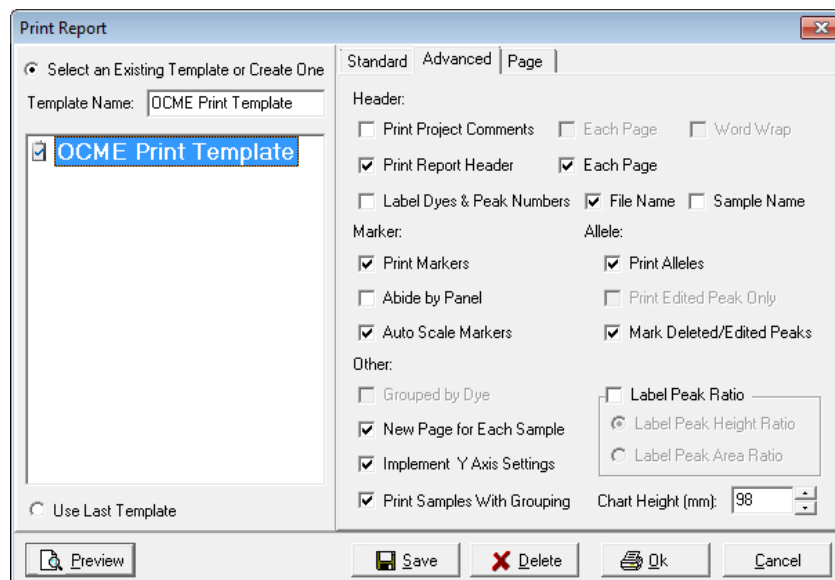 Print Report
Select an Existing Template or Create One
Template Name: OCME Print Template
OCME Print Template
Use Last Template
Standard Advanced Page
Header:
Print Project Comments Each Page Word Wrap
Print Report Header Each Page
Label Dyes & Peak Numbers File Name Sample Name
Marker: Allele:
Print Markers Print Alleles
Abide by Panel Print Edited Peak Only
Auto Scale Markers Mark Deleted/Edited Peaks
Other:
Grouped by Dye Label Peak Ratio
New Page for Each Sample Label Peak Height Ratio
Implement Y Axis Settings Label Peak Area Ratio
Print Samples With Grouping Chart Height (mm): 98
Preview Save Delete Ok Cancel